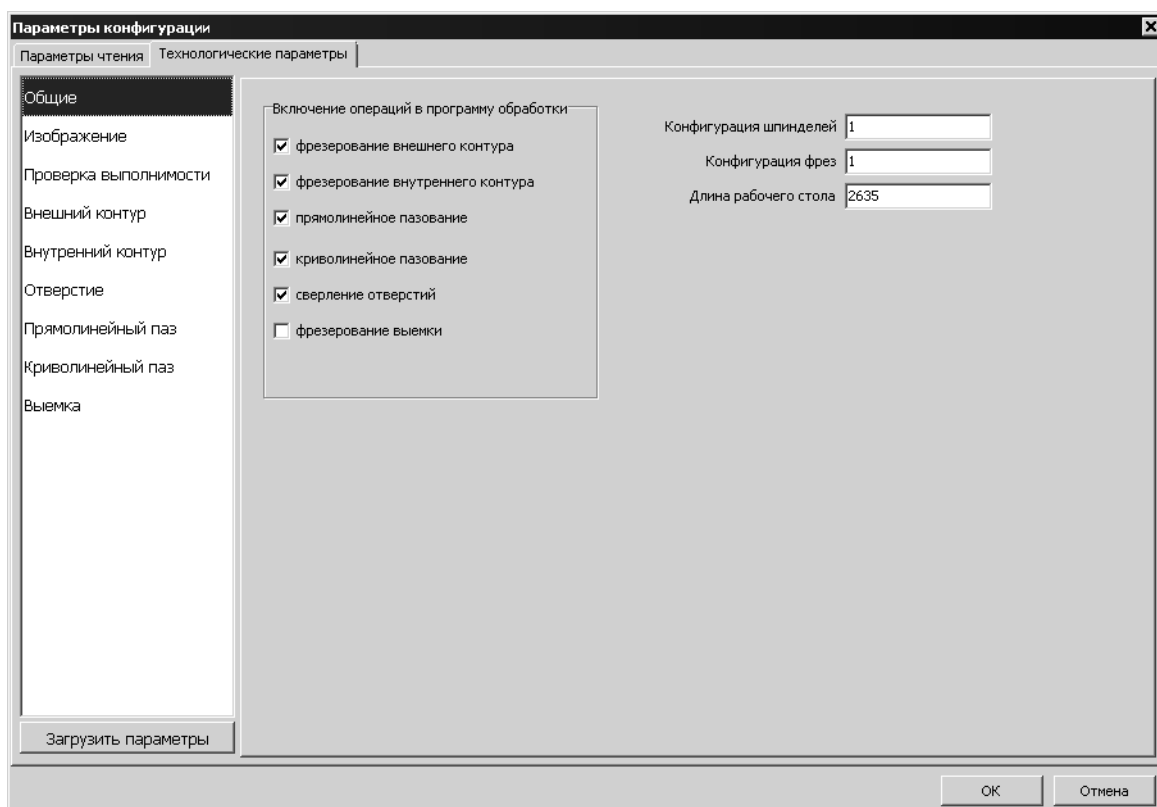 Параметры конфигурации
Параметры чтения
Технологические параметры
Общие
Изображение
Проверка выполнимости
Внешний контур
Внутренний контур
Отверстие
Прямолинейный паз
Криволинейный паз
Выемка
Загрузить параметры
Включение операций в программу обработки
фрезерование внешнего контура
фрезерование внутреннего контура
прямолинейное пазование
криволинейное пазование
сверление отверстий
фрезерование выемки
Конфигурация шпинделей 1
Конфигурация фрез 1
Длина рабочего стола 2635
OK
Отмена